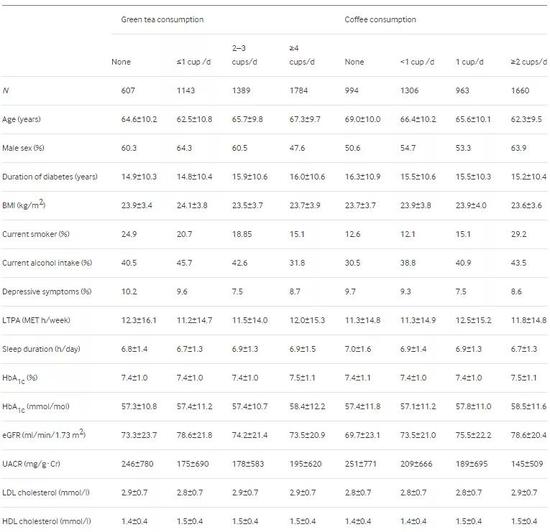 Green tea consumption Coffee consumption
None ≤1 cup /d 2–3 cups/d ≥4 cups/d None <1 cup/d 1 cup/d ≥2 cups/d
N 607 1143 1389 1784 994 1306 963 1660
Age (years) 64.6±10.2 62.5±10.8 65.7±9.8 67.3±9.7 69.0±10.0 66.4±10.2 65.6±10.1 62.3±9.5
Male sex (%) 60.3 64.3 60.5 47.6 50.6 54.7 53.3 63.9
Duration of diabetes (years) 14.9±10.3 14.8±10.4 15.9±10.6 16.0±10.6 16.3±10.9 15.5±10.6 15.5±10.3 15.2±10.4
BMI (kg/m²) 23.9±3.4 24.1±3.8 23.5±3.7 23.7±3.9 23.7±3.7 23.9±3.8 23.9±4.0 23.6±3.6
Current smoker (%) 24.9 20.7 18.85 15.1 12.6 12.1 15.1 29.2
Current alcohol intake (%) 40.5 45.7 42.6 31.8 30.5 38.8 40.9 43.5
Depressive symptoms (%) 10.2 9.6 7.5 8.7 9.7 9.3 7.5 8.6
LTPA (MET h/week) 12.3±16.1 11.2±14.7 11.5±14.0 12.0±15.3 11.3±14.8 11.3±14.9 12.5±15.2 11.8±14.8
Sleep duration (h/day) 6.8±1.4 6.7±1.3 6.9±1.3 6.9±1.5 7.0±1.6 6.9±1.4 6.9±1.3 6.7±1.3
HbA1c (%) 7.4±1.0 7.4±1.0 7.4±1.0 7.5±1.1 7.4±1.1 7.4±1.0 7.4±1.0 7.5±1.1
HbA1c (mmol/mol) 57.3±10.8 57.4±11.2 57.4±10.7 58.4±12.2 57.4±11.8 57.1±11.2 57.8±11.0 58.5±11.6
eGFR (ml/min/1.73 m²) 73.3±23.7 78.6±21.8 74.2±21.4 73.5±20.9 69.7±23.1 73.5±21.0 75.5±22.2 78.6±20.4
UACR (mg/g·Cr) 246±780 175±690 178±583 195±620 251±771 209±666 189±695 145±509
LDL cholesterol (mmol/l) 2.9±0.7 2.8±0.7 2.9±0.7 2.9±0.7 2.8±0.7 2.8±0.7 2.8±0.7 2.9±0.7
HDL cholesterol (mmol/l) 1.4±0.4 1.5±0.4 1.5±0.4 1.5±0.4 1.4±0.4 1.4±0.4 1.5±0.4 1.5±0.4